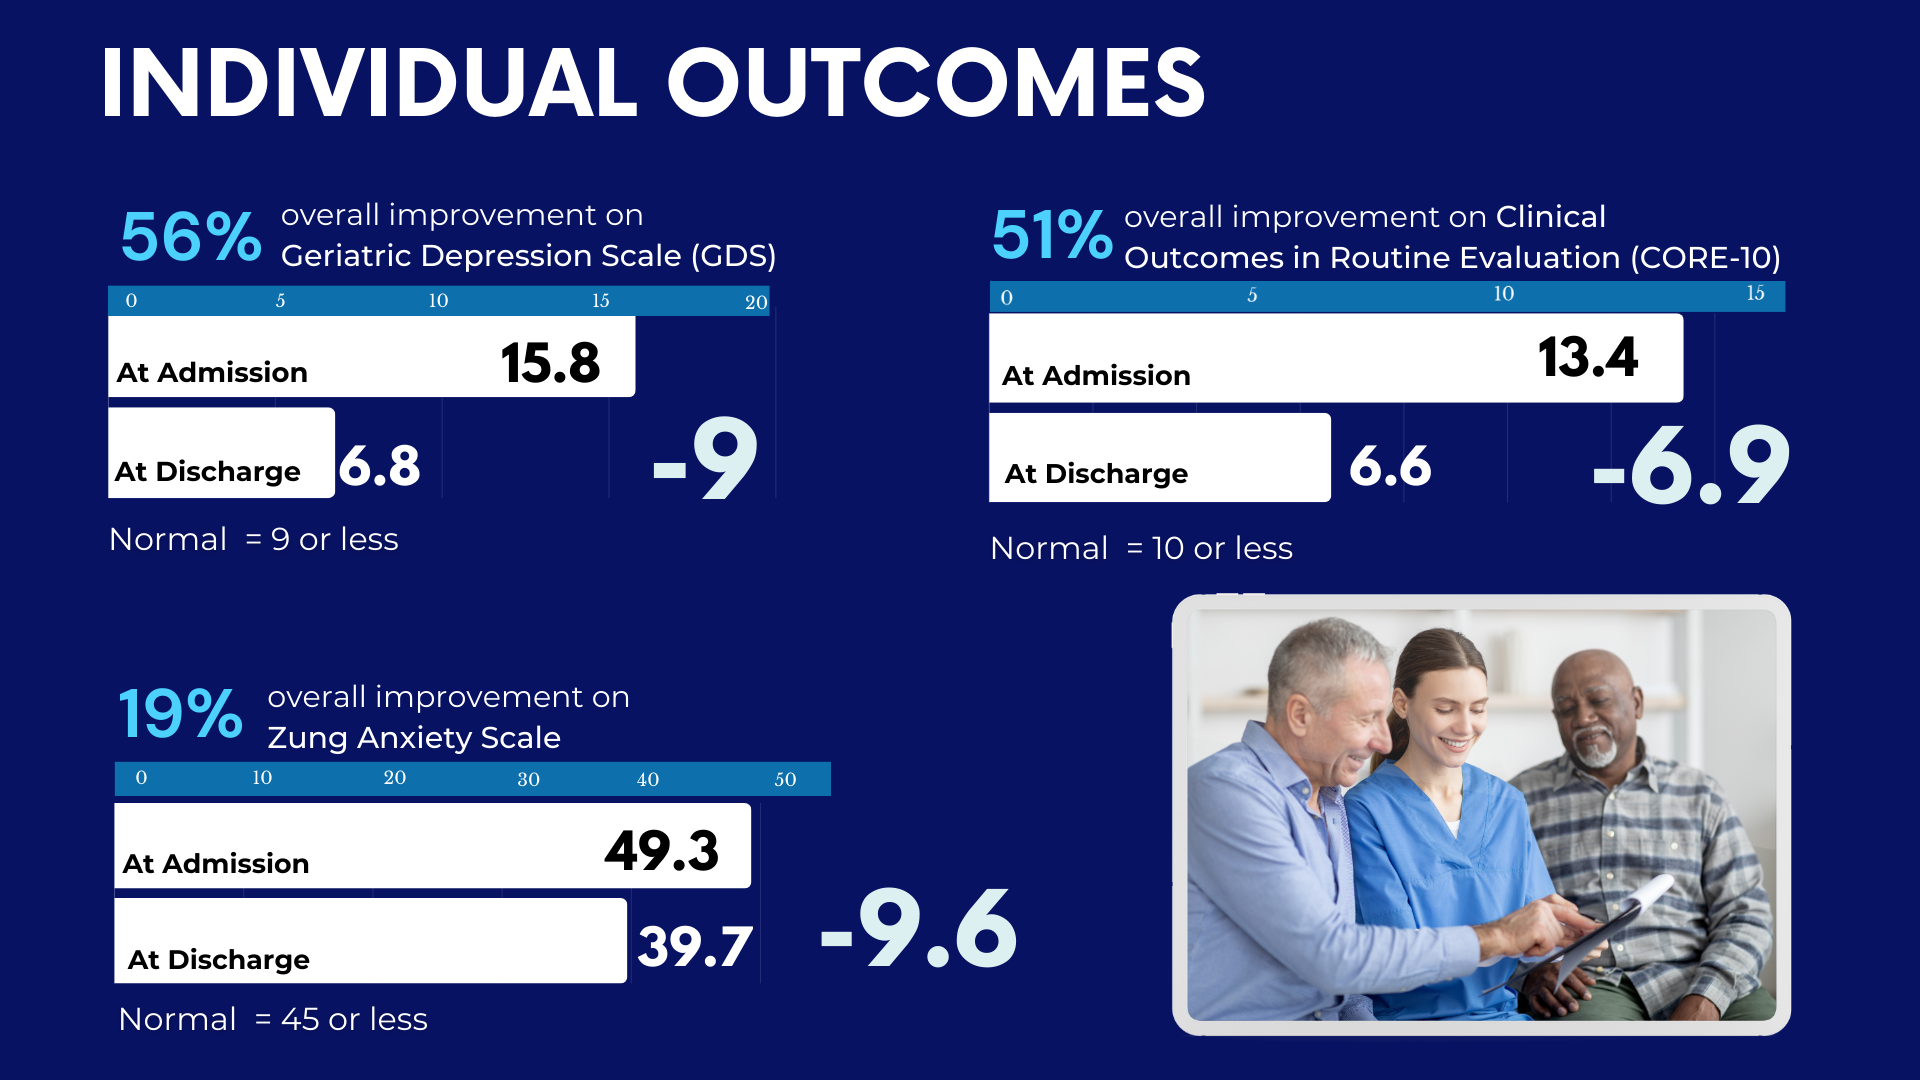 INDIVIDUAL OUTCOMES
56%
overall improvement on
Geriatric Depression Scale (GDS)
0 5 10 15 20
At Admission 15.8
At Discharge 6.8
-9
Normal = 9 or less
51%
overall improvement on Clinical
Outcomes in Routine Evaluation (CORE-10)
0 5 10 15
At Admission 13.4
At Discharge 6.6
-6.9
Normal = 10 or less
19%
overall improvement on
Zung Anxiety Scale
0 10 20 30 40 50
At Admission 49.3
At Discharge 39.7
-9.6
Normal = 45 or less